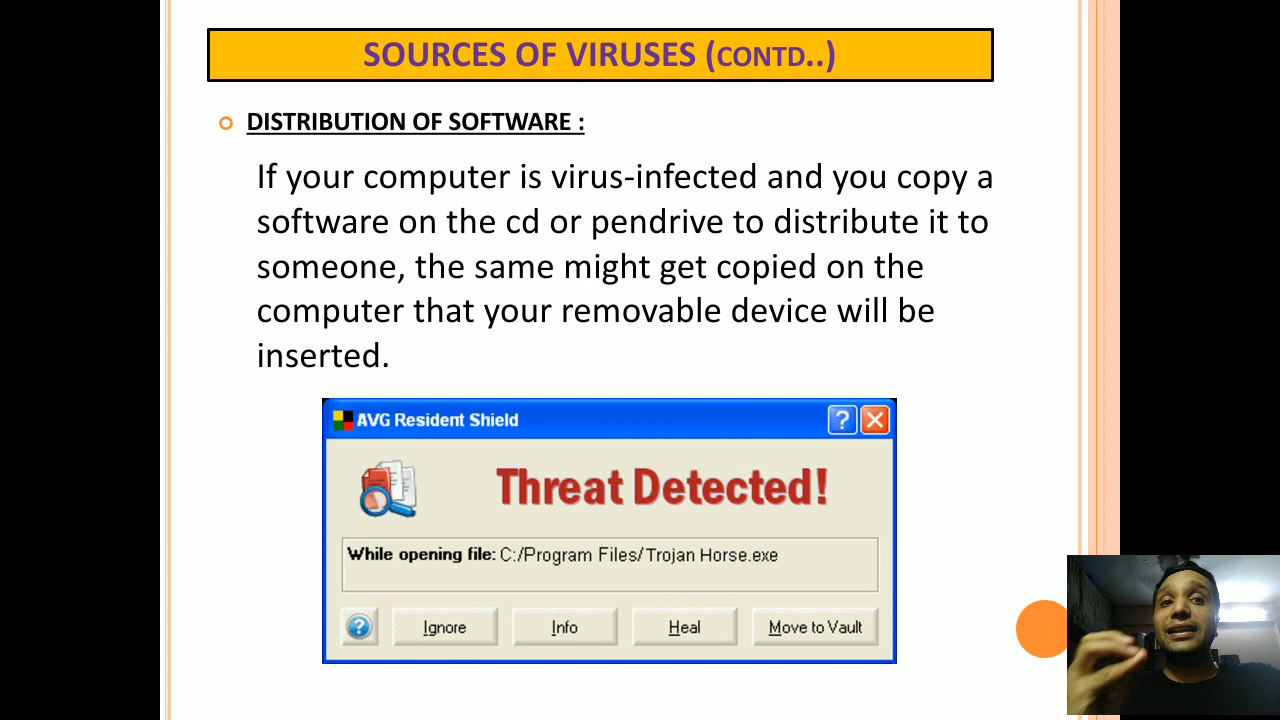 SOURCES OF VIRUSES (CONTD..)
DISTRIBUTION OF SOFTWARE :
If your computer is virus-infected and you copy a
software on the cd or pendrive to distribute it to
someone, the same might get copied on the
computer that your removable device will be
inserted.
AVG Resident Shield
Threat Detected!
While opening file: C:/Program Files/Trojan Horse.exe
Ignore Info Heal Move to Vault